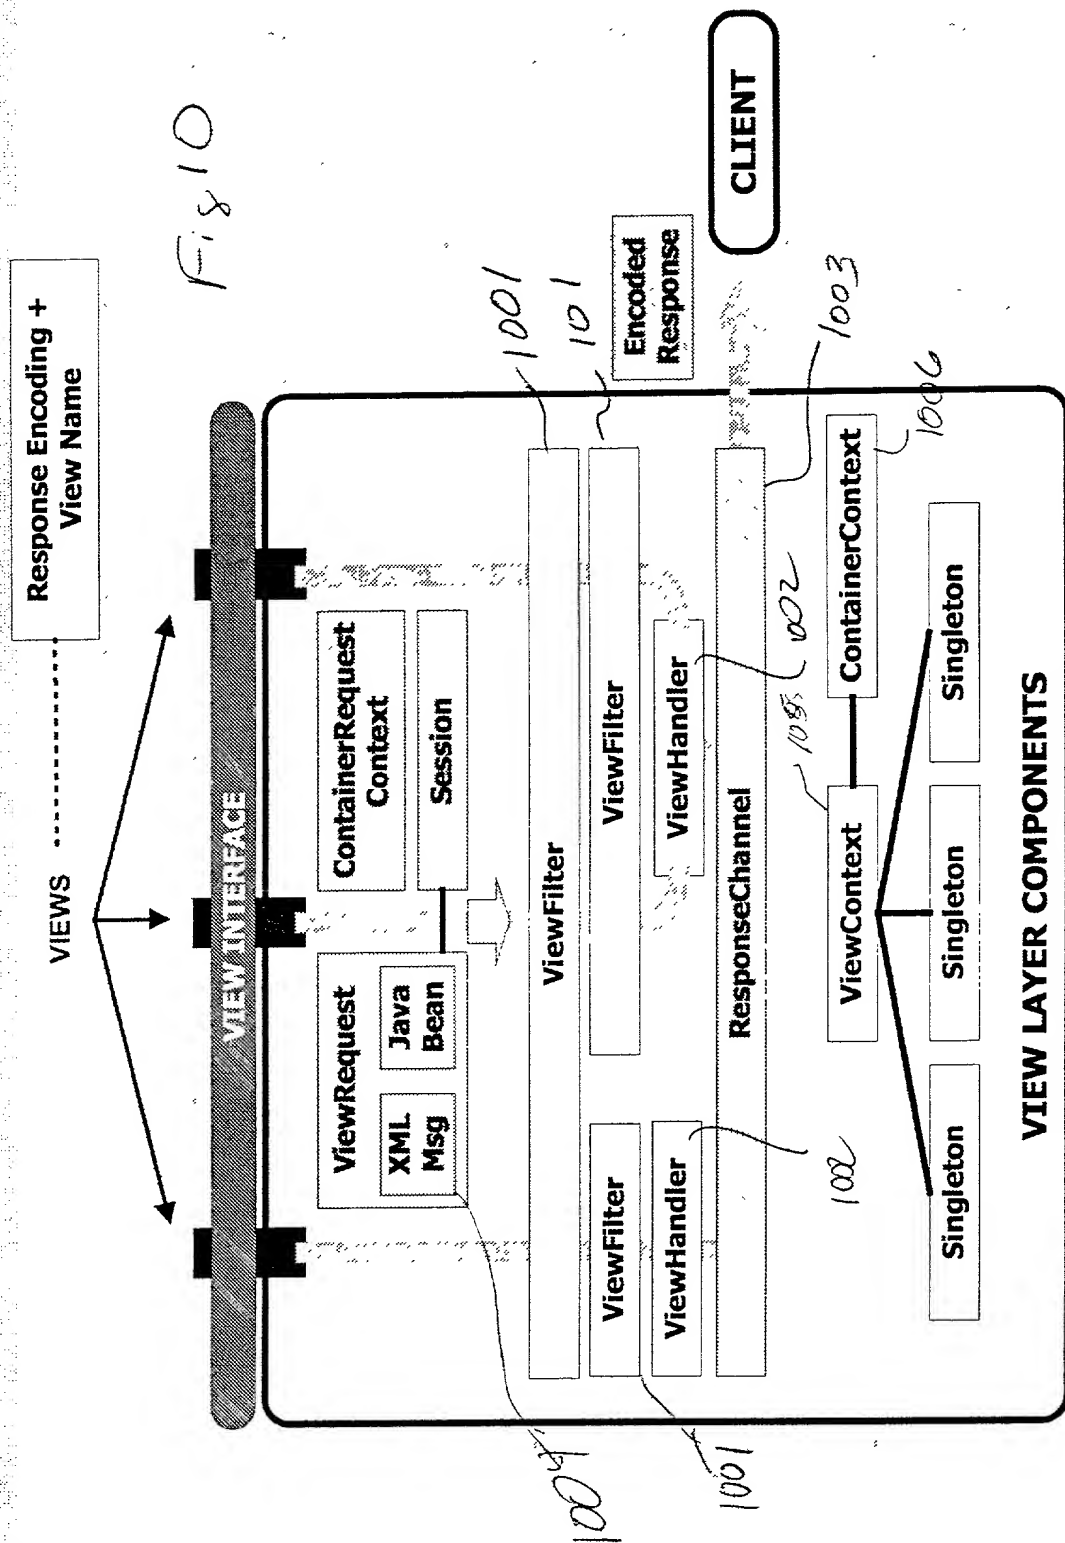 Fig 10
VIEWS
Response Encoding +
View Name
VIEW INTERFACE
ViewRequest
XML
Msg
Java
Bean
ContainerRequest
Context
Session
1004
ViewFilter
1001
ViewFilter
ViewFilter
101
1001
ViewHandler
1002
ViewHandler
1002
Encoded
Response
CLIENT
ResponseChannel
1003
ViewContext
ContainerContext
1006
Singleton
Singleton
Singleton
VIEW LAYER COMPONENTS